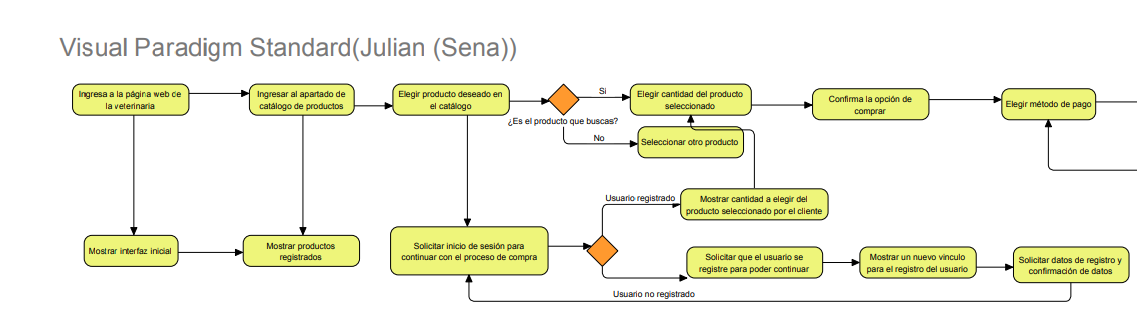 Visual Paradigm Standard(Julian (Sena))
Ingresa a la página web de
la veterinaria
Ingresar al apartado de
catálogo de productos
Elegir producto deseado en
el catálogo
¿Es el producto que buscas?
Si
No
Elegir cantidad del producto
seleccionado
Seleccionar otro producto
Confirma la opción de
comprar
Elegir método de pago
Mostrar interfaz inicial
Mostrar productos
registrados
Solicitar inicio de sesión para
continuar con el proceso de compra
Usuario registrado
Mostrar cantidad a elegir del
producto seleccionado por el cliente
Solicitar que el usuario se
registre para poder continuar
Mostrar un nuevo vinculo
para el registro del usuario
Solicitar datos de registro y
confirmación de datos
Usuario no registrado